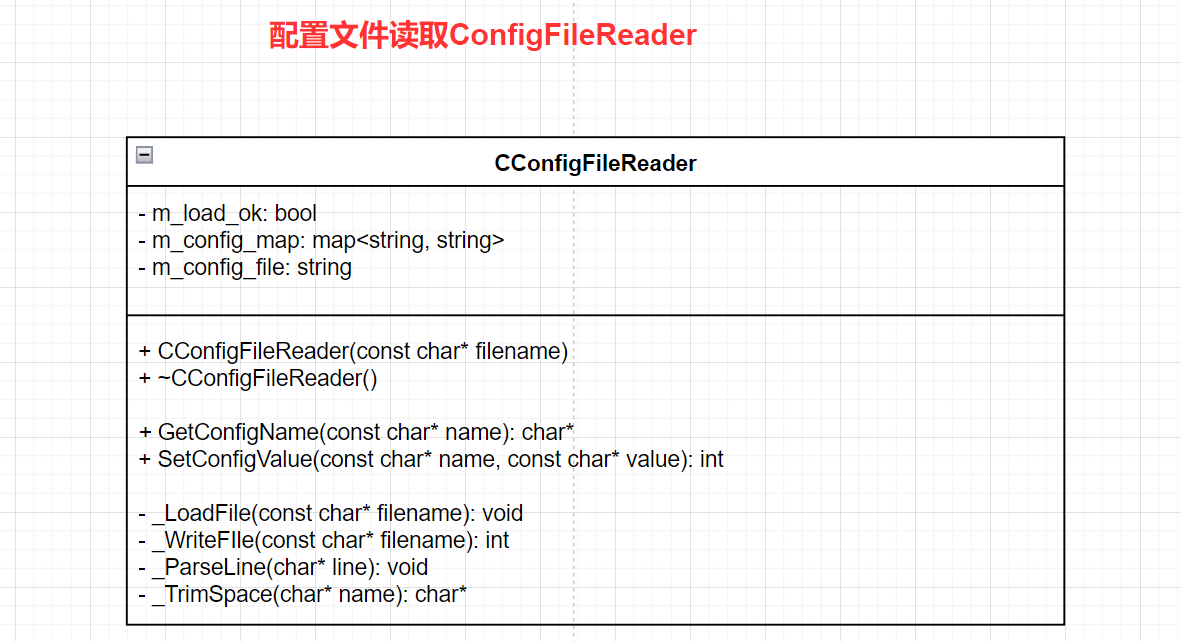 配置文件读取ConfigFileReader
CConfigFileReader
- m_load_ok: bool
- m_config_map: map<string, string>
- m_config_file: string
+ CConfigFileReader(const char* filename)
+ ~CConfigFileReader()
+ GetConfigName(const char* name): char*
+ SetConfigValue(const char* name, const char* value): int
- _LoadFile(const char* filename): void
- _WriteFIle(const char* filename): int
- _ParseLine(char* line): void
- _TrimSpace(char* name): char*